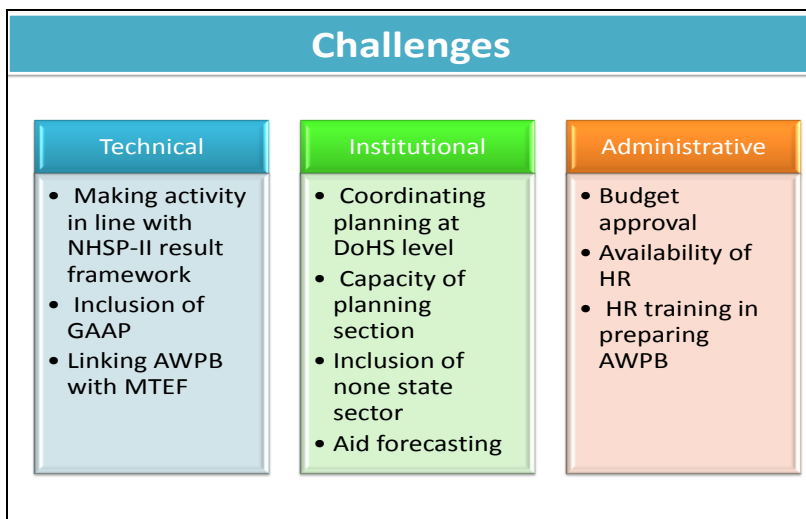 Challenges
Technical
• Making activity
in line with
NHSP-II result
framework
• Inclusion of
GAAP
• Linking AWPB
with MTEF
Institutional
• Coordinating
planning at
DoHS level
• Capacity of
planning
section
• Inclusion of
none state
sector
• Aid forecasting
Administrative
• Budget
approval
• Availability of
HR
• HR training in
preparing
AWPB